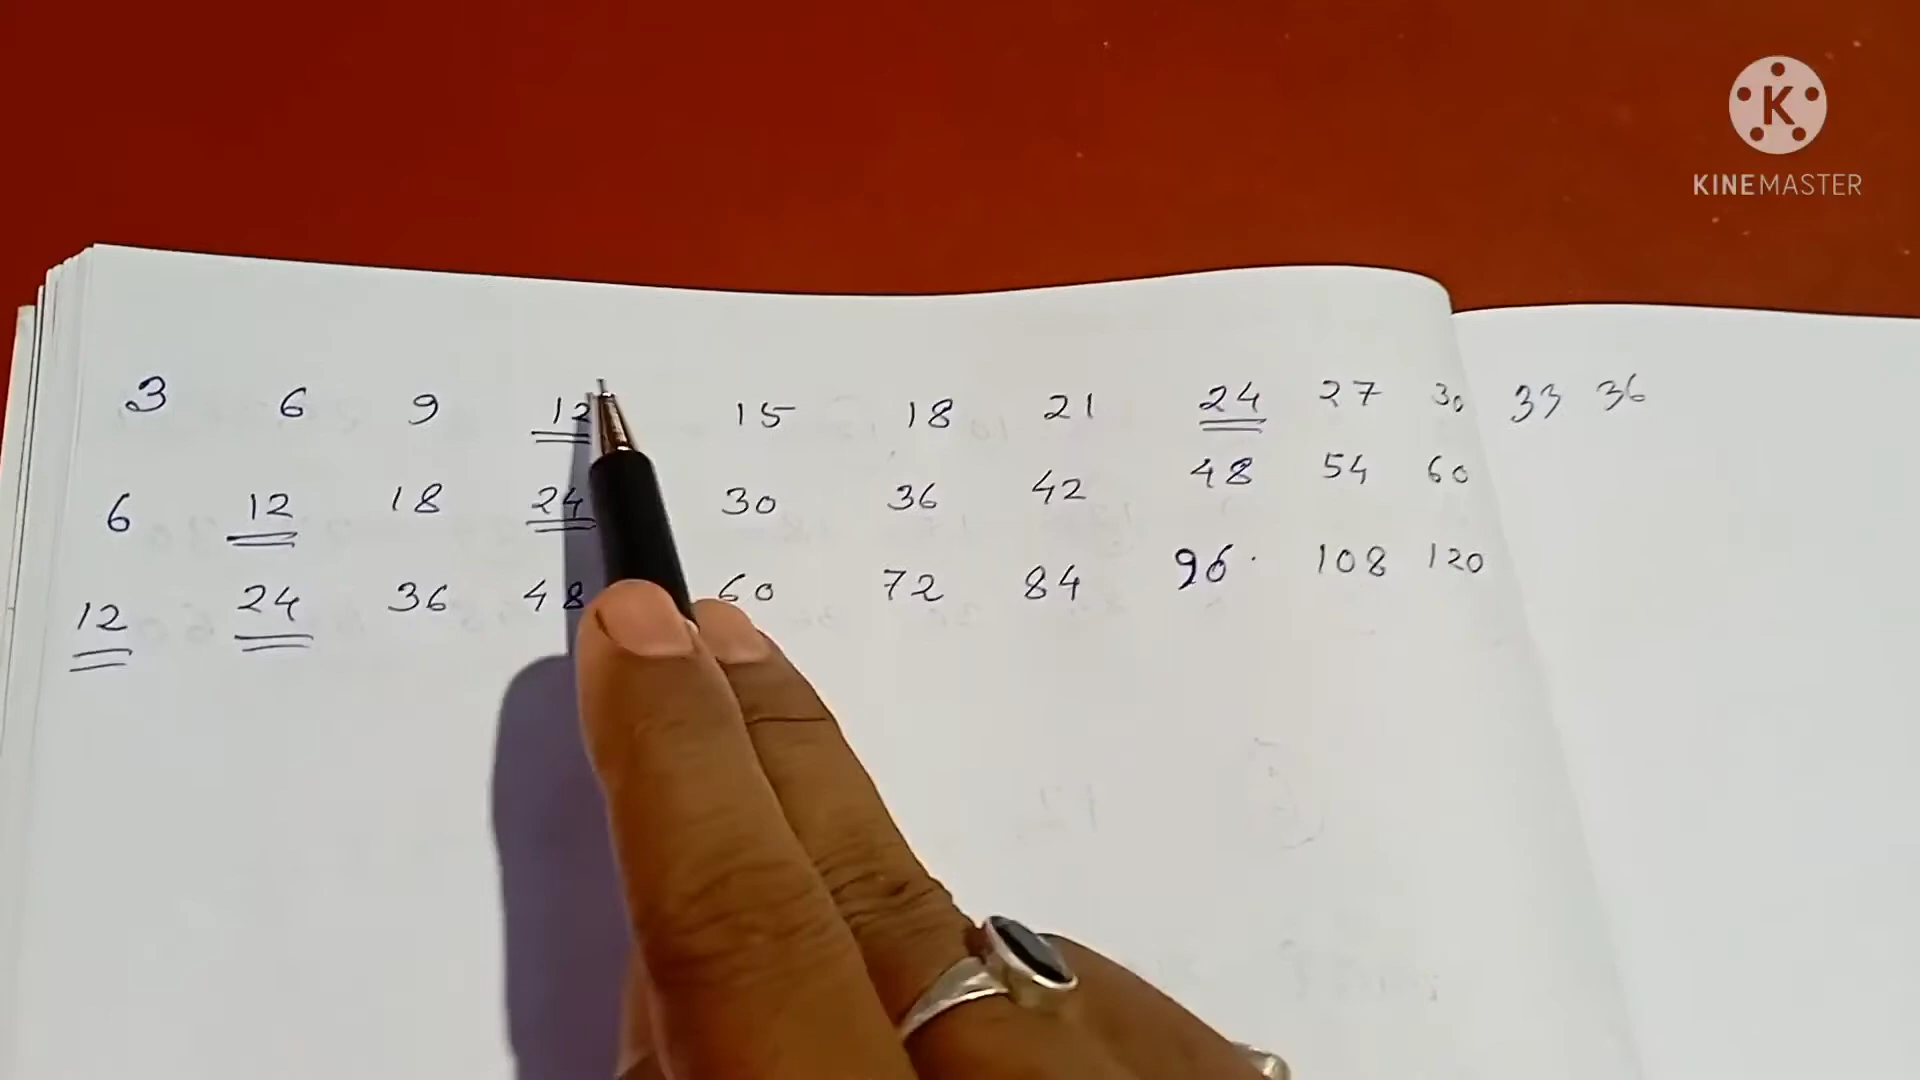 K
KINEMASTER
3 6 9 12 15 18 21 24 27 30 33 36
6 12 18 24 30 36 42 48 54 60
12 24 36 48 60 72 84 96 108 120